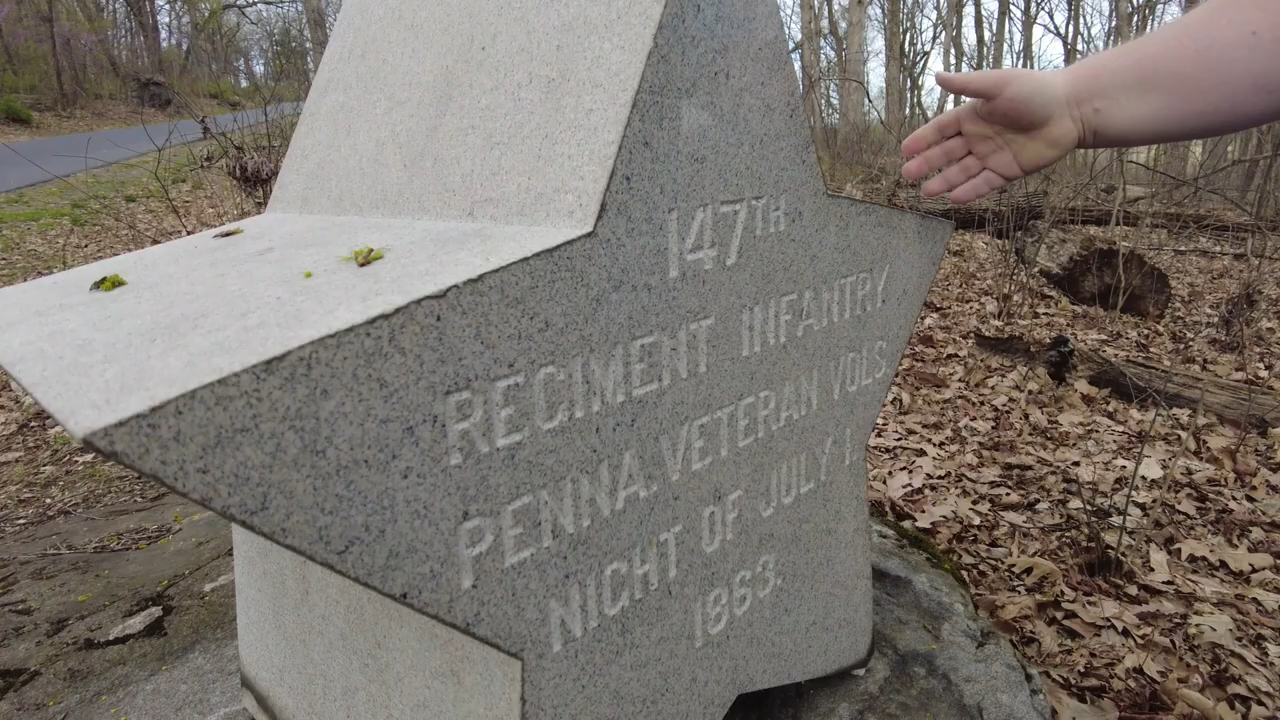 147TH
REGIMENT INFANTRY
PENNA. VETERAN VOLS.
NIGHT OF JULY 1.
1863.